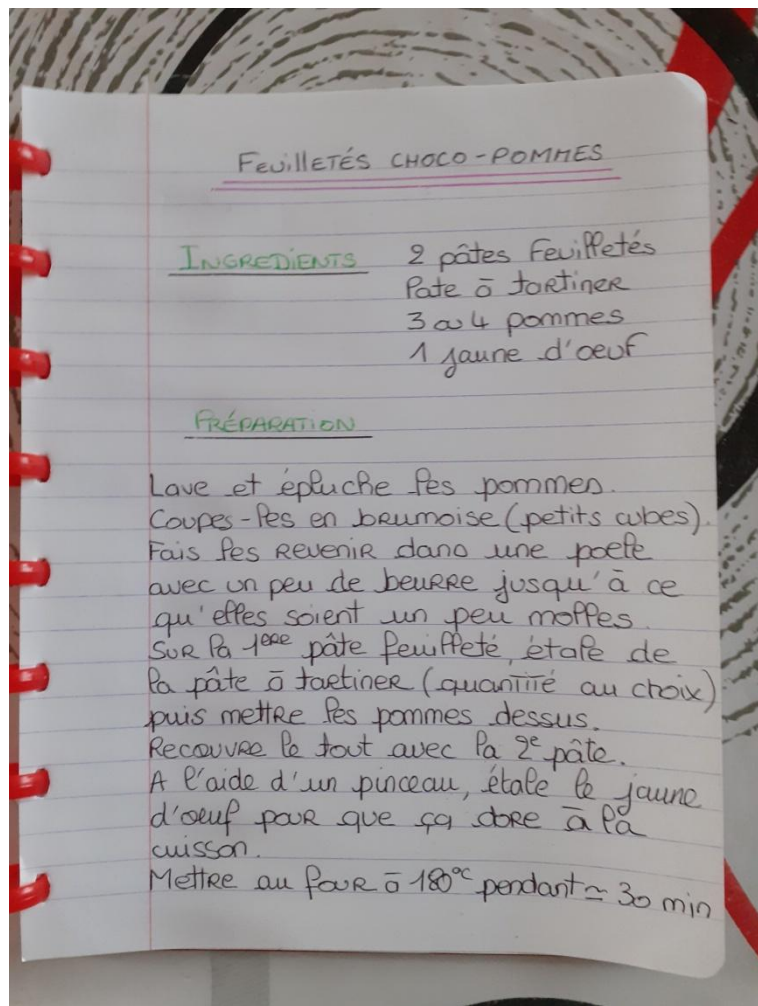 FEUILLETÉS CHOCO-POMMES
INGREDIENTS 2 pâtes Feuilletés
Pate à tartiner
3 ou 4 pommes
1 jaune d'oeuf
PRÉPARATION
Lave et épluche les pommes.
Coupes-les en brumoise (petits cubes).
Fais les revenir dans une poele
avec un peu de beurre jusqu'à ce
qu'elles soient un peu molles.
Sur la 1ère pâte feuilleté, étale de
la pâte à tartiner (quantité au choix)
puis mettre les pommes dessus.
Recouvre le tout avec la 2e pâte.
A l'aide d'un pinceau, étale le jaune
d'oeuf pour que ça dore à la
cuisson.
Mettre au four à 180°C pendant ≃ 30 min